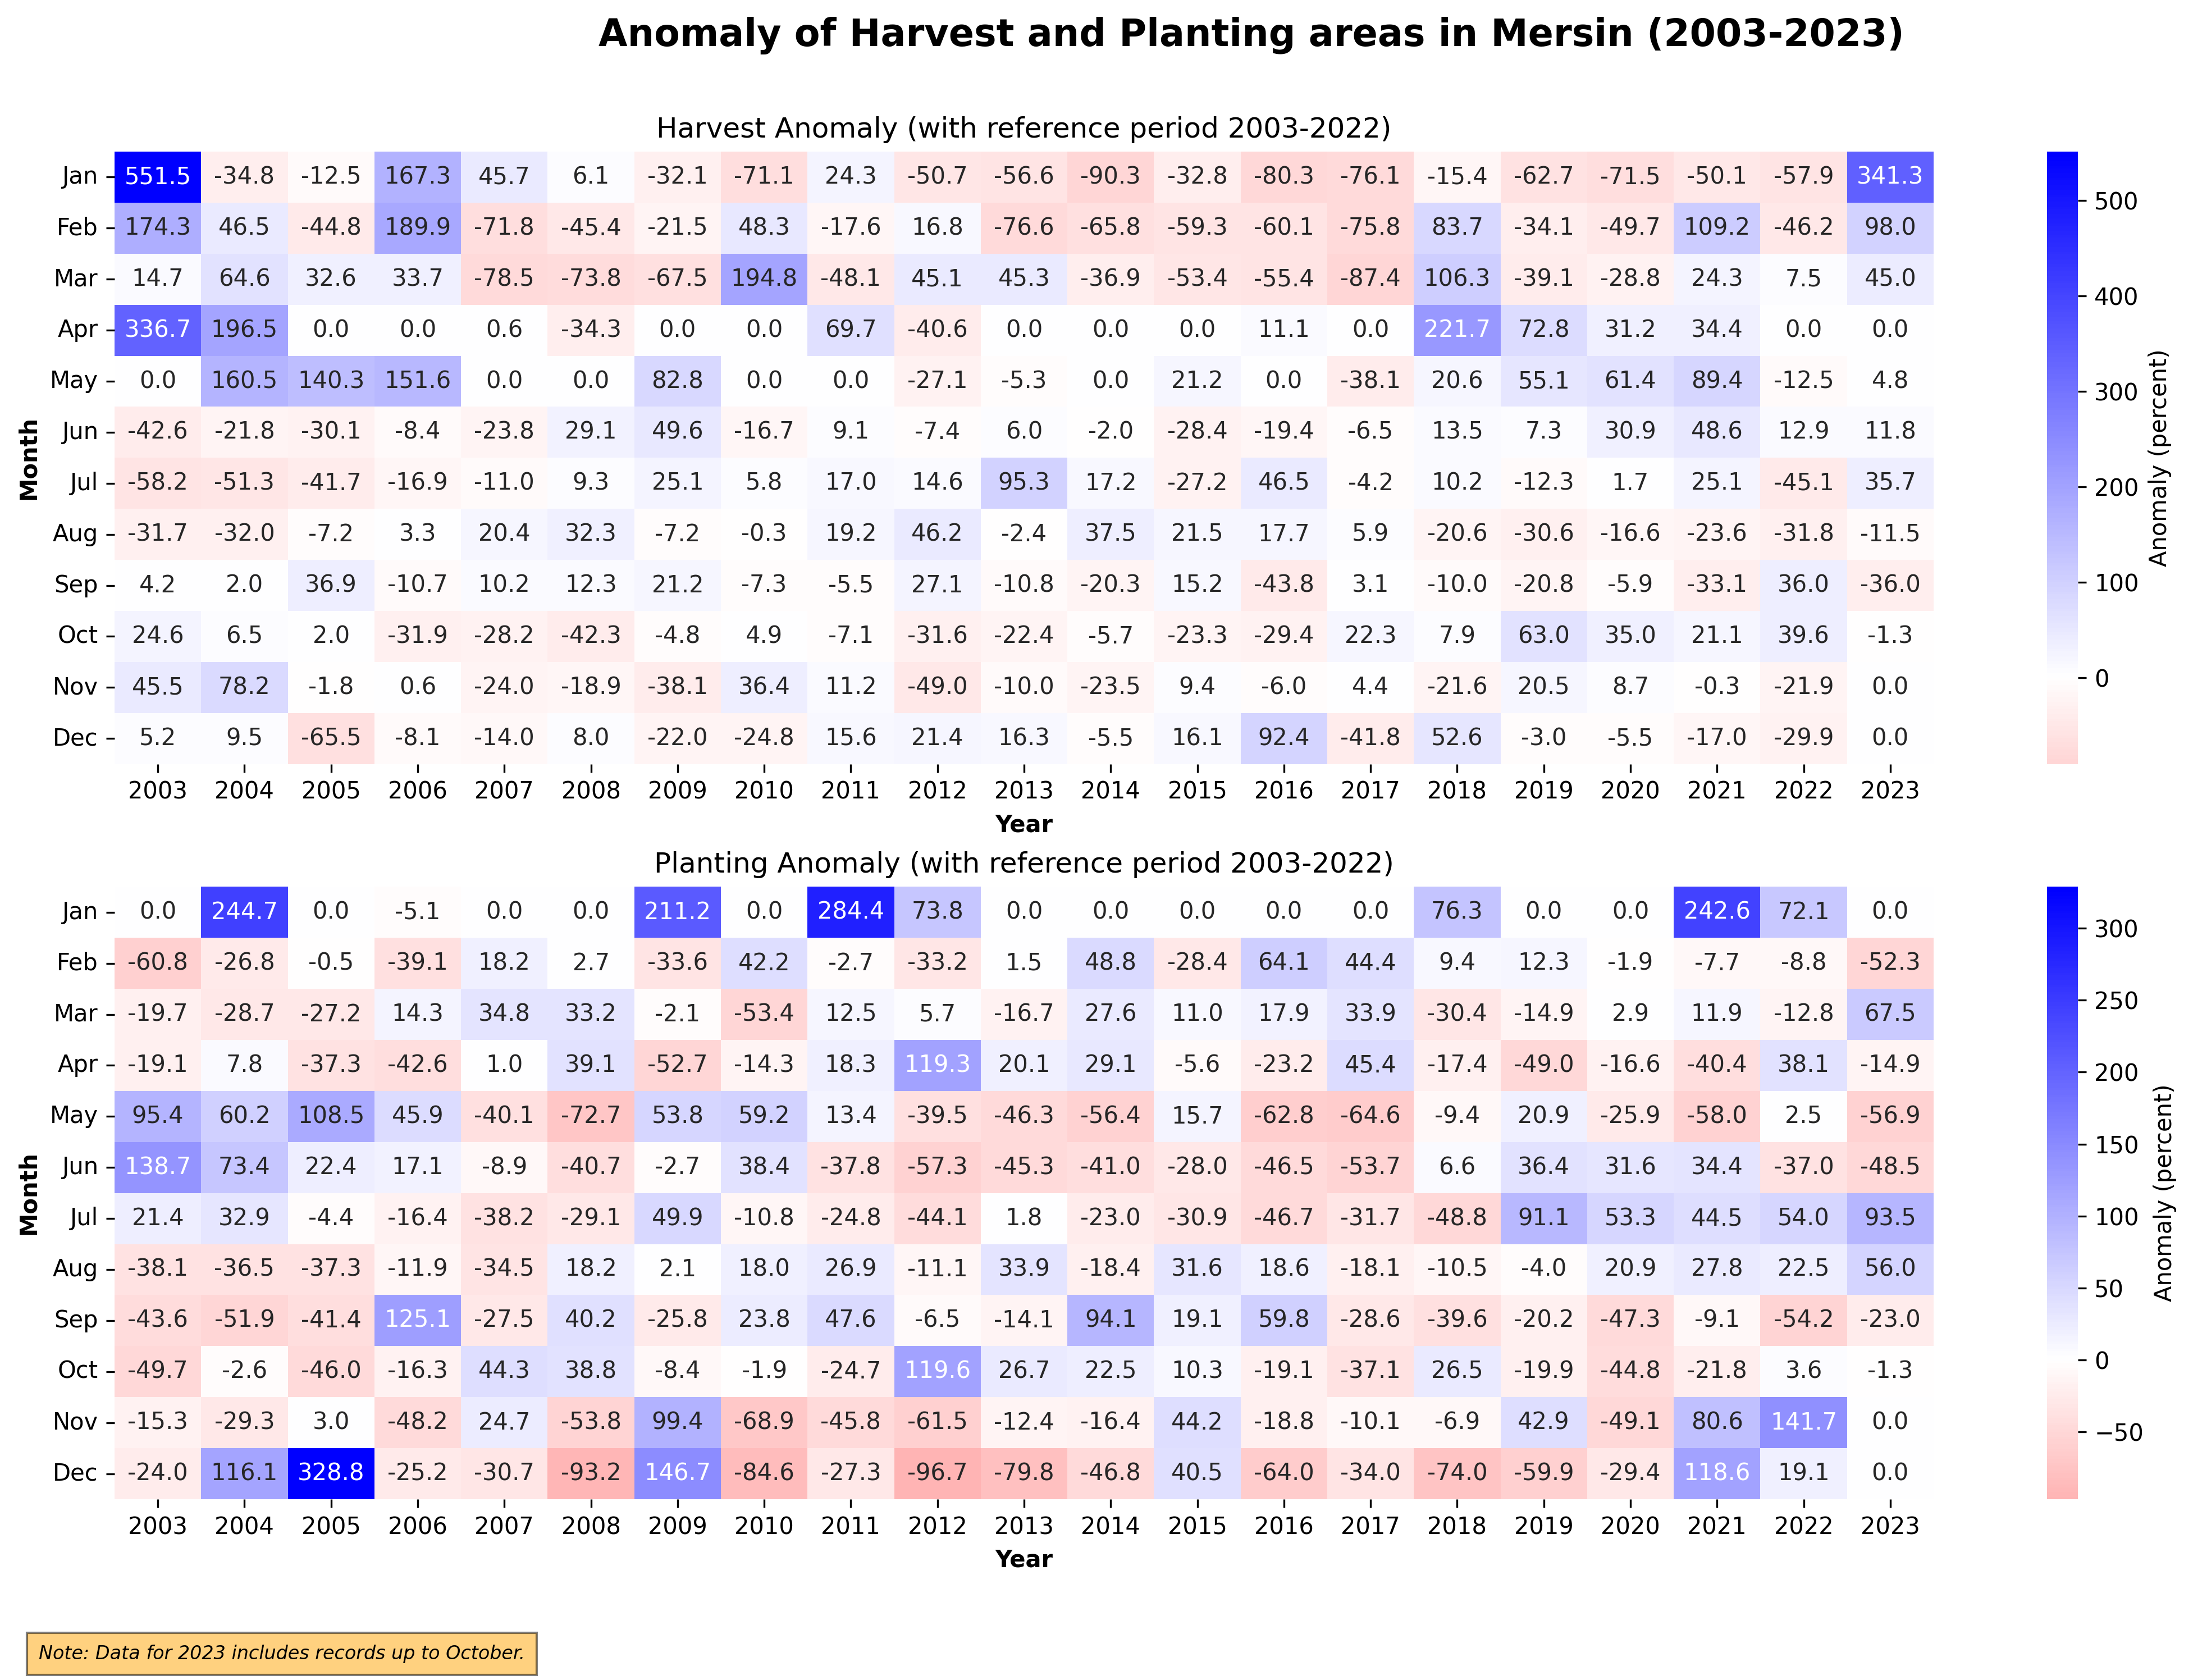 Anomaly of Harvest and Planting areas in Mersin (2003-2023)
Harvest Anomaly (with reference period 2003-2022)
Jan 551.5 -34.8 -12.5 167.3 45.7 6.1 -32.1 -71.1 24.3 -50.7 -56.6 -90.3 -32.8 -80.3 -76.1 -15.4 -62.7 -71.5 -50.1 -57.9 341.3
Feb 174.3 46.5 -44.8 189.9 -71.8 -45.4 -21.5 48.3 -17.6 16.8 -76.6 -65.8 -59.3 -60.1 -75.8 83.7 -34.1 -49.7 109.2 -46.2 98.0
Mar 14.7 64.6 32.6 33.7 -78.5 -73.8 -67.5 194.8 -48.1 45.1 45.3 -36.9 -53.4 -55.4 -87.4 106.3 -39.1 -28.8 24.3 7.5 45.0
Apr 336.7 196.5 0.0 0.0 0.6 -34.3 0.0 0.0 69.7 -40.6 0.0 0.0 0.0 11.1 0.0 221.7 72.8 31.2 34.4 0.0 0.0
May 0.0 160.5 140.3 151.6 0.0 0.0 82.8 0.0 0.0 -27.1 -5.3 0.0 21.2 0.0 -38.1 20.6 55.1 61.4 89.4 -12.5 4.8
Jun -42.6 -21.8 -30.1 -8.4 -23.8 29.1 49.6 -16.7 9.1 -7.4 6.0 -2.0 -28.4 -19.4 -6.5 13.5 7.3 30.9 48.6 12.9 11.8
Jul -58.2 -51.3 -41.7 -16.9 -11.0 9.3 25.1 5.8 17.0 14.6 95.3 17.2 -27.2 46.5 -4.2 10.2 -12.3 1.7 25.1 -45.1 35.7
Aug -31.7 -32.0 -7.2 3.3 20.4 32.3 -7.2 -0.3 19.2 46.2 -2.4 37.5 21.5 17.7 5.9 -20.6 -30.6 -16.6 -23.6 -31.8 -11.5
Sep 4.2 2.0 36.9 -10.7 10.2 12.3 21.2 -7.3 -5.5 27.1 -10.8 -20.3 15.2 -43.8 3.1 -10.0 -20.8 -5.9 -33.1 36.0 -36.0
Oct 24.6 6.5 2.0 -31.9 -28.2 -42.3 -4.8 4.9 -7.1 -31.6 -22.4 -5.7 -23.3 -29.4 22.3 7.9 63.0 35.0 21.1 39.6 -1.3
Nov 45.5 78.2 -1.8 0.6 -24.0 -18.9 -38.1 36.4 11.2 -49.0 -10.0 -23.5 9.4 -6.0 4.4 -21.6 20.5 8.7 -0.3 -21.9 0.0
Dec 5.2 9.5 -65.5 -8.1 -14.0 8.0 -22.0 -24.8 15.6 21.4 16.3 -5.5 16.1 92.4 -41.8 52.6 -3.0 -5.5 -17.0 -29.9 0.0
2003 2004 2005 2006 2007 2008 2009 2010 2011 2012 2013 2014 2015 2016 2017 2018 2019 2020 2021 2022 2023
Year
Month
500
400
300
200
100
0
Anomaly (percent)
Planting Anomaly (with reference period 2003-2022)
Jan 0.0 244.7 0.0 -5.1 0.0 0.0 211.2 0.0 284.4 73.8 0.0 0.0 0.0 0.0 0.0 76.3 0.0 0.0 242.6 72.1 0.0
Feb -60.8 -26.8 -0.5 -39.1 18.2 2.7 -33.6 42.2 -2.7 -33.2 1.5 48.8 -28.4 64.1 44.4 9.4 12.3 -1.9 -7.7 -8.8 -52.3
Mar -19.7 -28.7 -27.2 14.3 34.8 33.2 -2.1 -53.4 12.5 5.7 -16.7 27.6 11.0 17.9 33.9 -30.4 -14.9 2.9 11.9 -12.8 67.5
Apr -19.1 7.8 -37.3 -42.6 1.0 39.1 -52.7 -14.3 18.3 119.3 20.1 29.1 -5.6 -23.2 45.4 -17.4 -49.0 -16.6 -40.4 38.1 -14.9
May 95.4 60.2 108.5 45.9 -40.1 -72.7 53.8 59.2 13.4 -39.5 -46.3 -56.4 15.7 -62.8 -64.6 -9.4 20.9 -25.9 -58.0 2.5 -56.9
Jun 138.7 73.4 22.4 17.1 -8.9 -40.7 -2.7 38.4 -37.8 -57.3 -45.3 -41.0 -28.0 -46.5 -53.7 6.6 36.4 31.6 34.4 -37.0 -48.5
Jul 21.4 32.9 -4.4 -16.4 -38.2 -29.1 49.9 -10.8 -24.8 -44.1 1.8 -23.0 -30.9 -46.7 -31.7 -48.8 91.1 53.3 44.5 54.0 93.5
Aug -38.1 -36.5 -37.3 -11.9 -34.5 18.2 2.1 18.0 26.9 -11.1 33.9 -18.4 31.6 18.6 -18.1 -10.5 -4.0 20.9 27.8 22.5 56.0
Sep -43.6 -51.9 -41.4 125.1 -27.5 40.2 -25.8 23.8 47.6 -6.5 -14.1 94.1 19.1 59.8 -28.6 -39.6 -20.2 -47.3 -9.1 -54.2 -23.0
Oct -49.7 -2.6 -46.0 -16.3 44.3 38.8 -8.4 -1.9 -24.7 119.6 26.7 22.5 10.3 -19.1 -37.1 26.5 -19.9 -44.8 -21.8 3.6 -1.3
Nov -15.3 -29.3 3.0 -48.2 24.7 -53.8 99.4 -68.9 -45.8 -61.5 -12.4 -16.4 44.2 -18.8 -10.1 -6.9 42.9 -49.1 80.6 141.7 0.0
Dec -24.0 116.1 328.8 -25.2 -30.7 -93.2 146.7 -84.6 -27.3 -96.7 -79.8 -46.8 40.5 -64.0 -34.0 -74.0 -59.9 -29.4 118.6 19.1 0.0
2003 2004 2005 2006 2007 2008 2009 2010 2011 2012 2013 2014 2015 2016 2017 2018 2019 2020 2021 2022 2023
Year
Month
300
250
200
150
100
50
0
−50
Anomaly (percent)
Note: Data for 2023 includes records up to October.